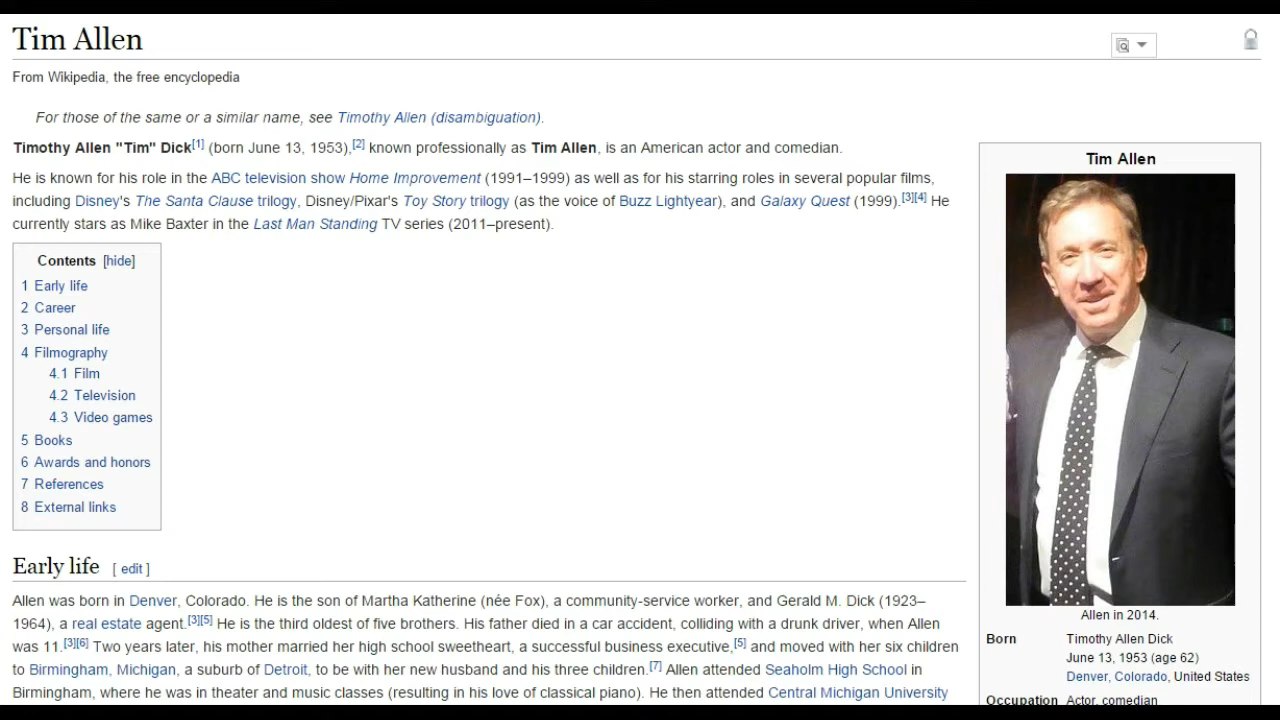 Tim Allen
From Wikipedia, the free encyclopedia
For those of the same or a similar name, see Timothy Allen (disambiguation).
Timothy Allen "Tim" Dick[1] (born June 13, 1953),[2] known professionally as Tim Allen, is an American actor and comedian.
He is known for his role in the ABC television show Home Improvement (1991–1999) as well as for his starring roles in several popular films,
including Disney's The Santa Clause trilogy, Disney/Pixar's Toy Story trilogy (as the voice of Buzz Lightyear), and Galaxy Quest (1999).[3][4] He
currently stars as Mike Baxter in the Last Man Standing TV series (2011–present).
Contents [hide]
1 Early life
2 Career
3 Personal life
4 Filmography
4.1 Film
4.2 Television
4.3 Video games
5 Books
6 Awards and honors
7 References
8 External links
Early life [ edit ]
Allen was born in Denver, Colorado. He is the son of Martha Katherine (née Fox), a community-service worker, and Gerald M. Dick (1923–
1964), a real estate agent.[3][5] He is the third oldest of five brothers. His father died in a car accident, colliding with a drunk driver, when Allen
was 11.[3][6] Two years later, his mother married her high school sweetheart, a successful business executive,[5] and moved with her six children
to Birmingham, Michigan, a suburb of Detroit, to be with her new husband and his three children.[7] Allen attended Seaholm High School in
Birmingham, where he was in theater and music classes (resulting in his love of classical piano). He then attended Central Michigan University
Tim Allen
Allen in 2014.
Born Timothy Allen Dick
June 13, 1953 (age 62)
Denver, Colorado, United States
Occupation Actor, comedian